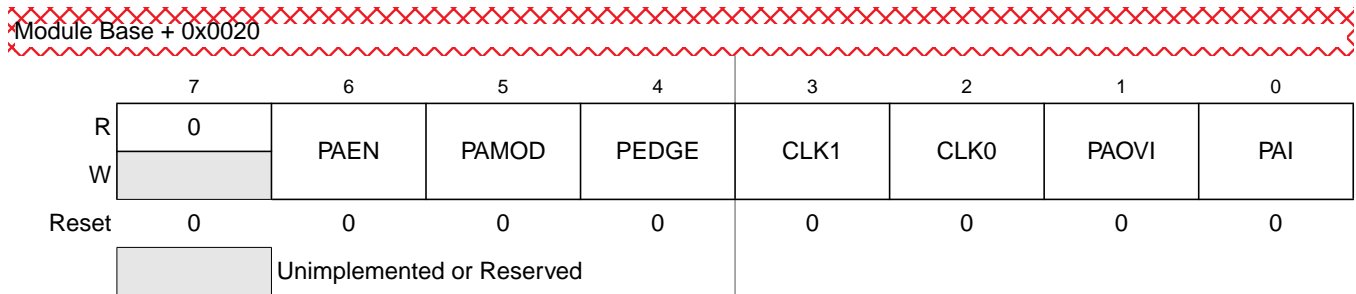 Module Base + 0x0020
7 6 5 4 3 2 1 0
R 0 PAEN PAMOD PEDGE CLK1 CLK0 PAOVI PAI
W
Reset 0 0 0 0 0 0 0 0
Unimplemented or Reserved